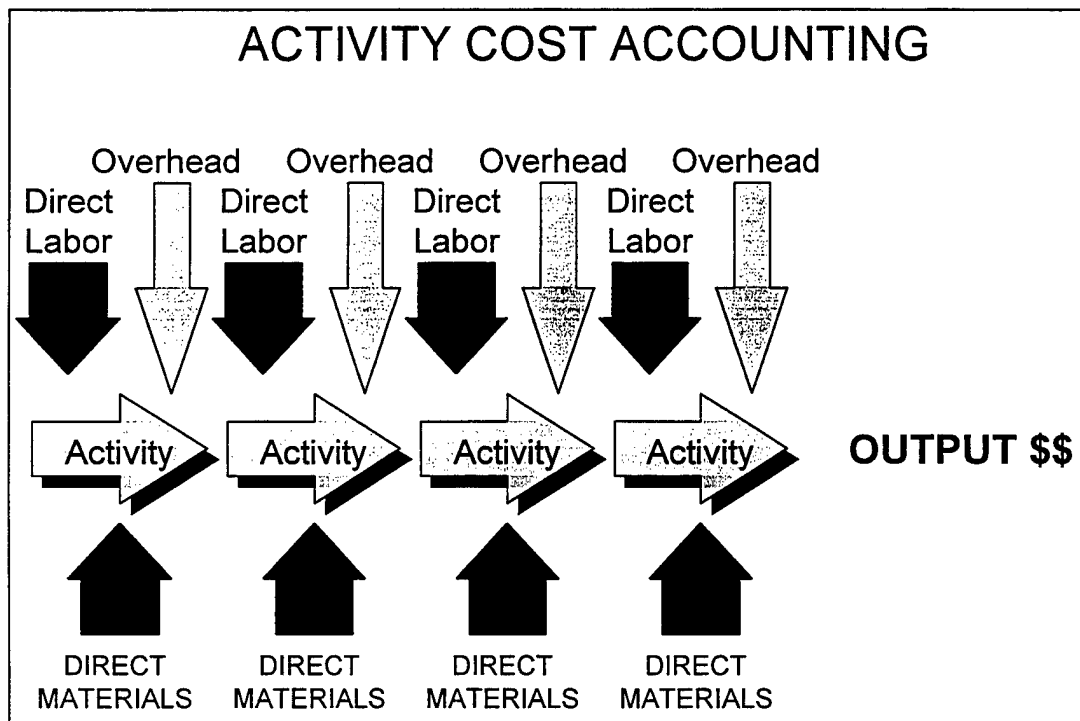 ACTIVITY COST ACCOUNTING
Overhead Overhead Overhead Overhead
Direct Direct Direct Direct
Labor Labor Labor Labor
Activity Activity Activity Activity OUTPUT $$
DIRECT DIRECT DIRECT DIRECT
MATERIALS MATERIALS MATERIALS MATERIALS